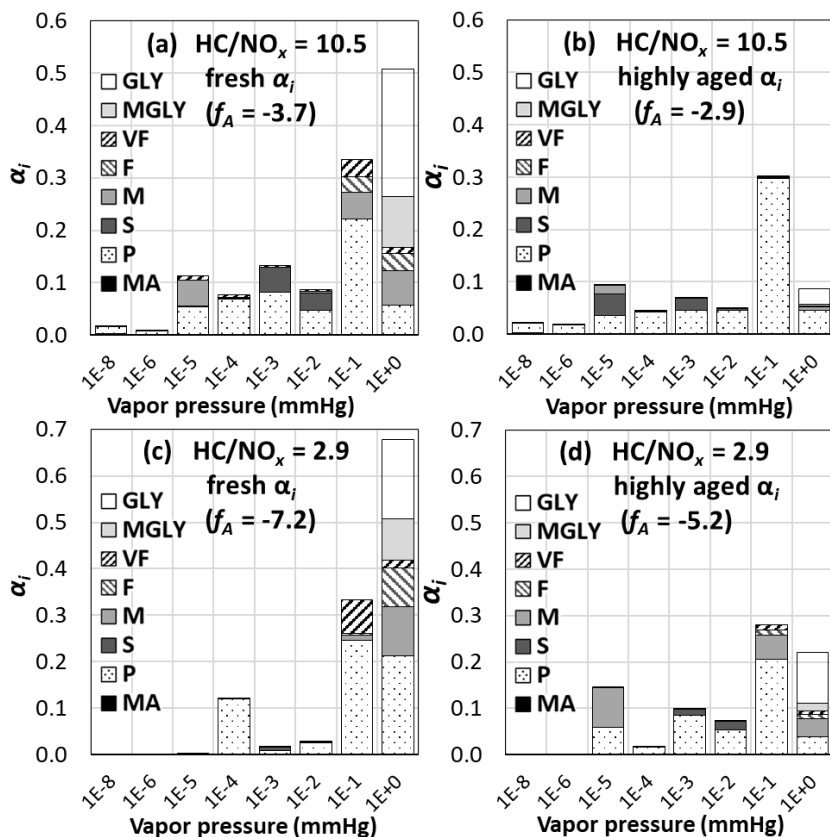 (a) HC/NOx = 10.5
fresh αi
(fA = -3.7)
GLY
MGLY
VF
F
M
S
P
MA
αi
0.6
0.5
0.4
0.3
0.2
0.1
0.0
1E-8
1E-6
1E-5
1E-4
1E-3
1E-2
1E-1
1E+0
Vapor pressure (mmHg)
(b) HC/NOx = 10.5
highly aged αi
(fA = -2.9)
GLY
MGLY
VF
F
M
S
P
MA
αi
0.6
0.5
0.4
0.3
0.2
0.1
0.0
1E-8
1E-6
1E-5
1E-4
1E-3
1E-2
1E-1
1E+0
Vapor pressure (mmHg)
(c) HC/NOx = 2.9
fresh αi
(fA = -7.2)
GLY
MGLY
VF
F
M
S
P
MA
αi
0.7
0.6
0.5
0.4
0.3
0.2
0.1
0.0
1E-8
1E-6
1E-5
1E-4
1E-3
1E-2
1E-1
1E+0
Vapor pressure (mmHg)
(d) HC/NOx = 2.9
highly aged αi
(fA = -5.2)
GLY
MGLY
VF
F
M
S
P
MA
αi
0.7
0.6
0.5
0.4
0.3
0.2
0.1
0.0
1E-8
1E-6
1E-5
1E-4
1E-3
1E-2
1E-1
1E+0
Vapor pressure (mmHg)